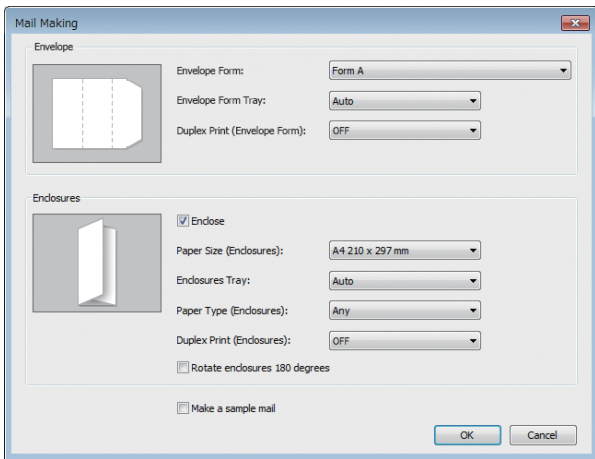 Mail Making
Envelope
Envelope Form: Form A
Envelope Form Tray: Auto
Duplex Print (Envelope Form): OFF
Enclosures
Enclose
Paper Size (Enclosures): A4 210 x 297 mm
Enclosures Tray: Auto
Paper Type (Enclosures): Any
Duplex Print (Enclosures): OFF
Rotate enclosures 180 degrees
Make a sample mail
OK Cancel